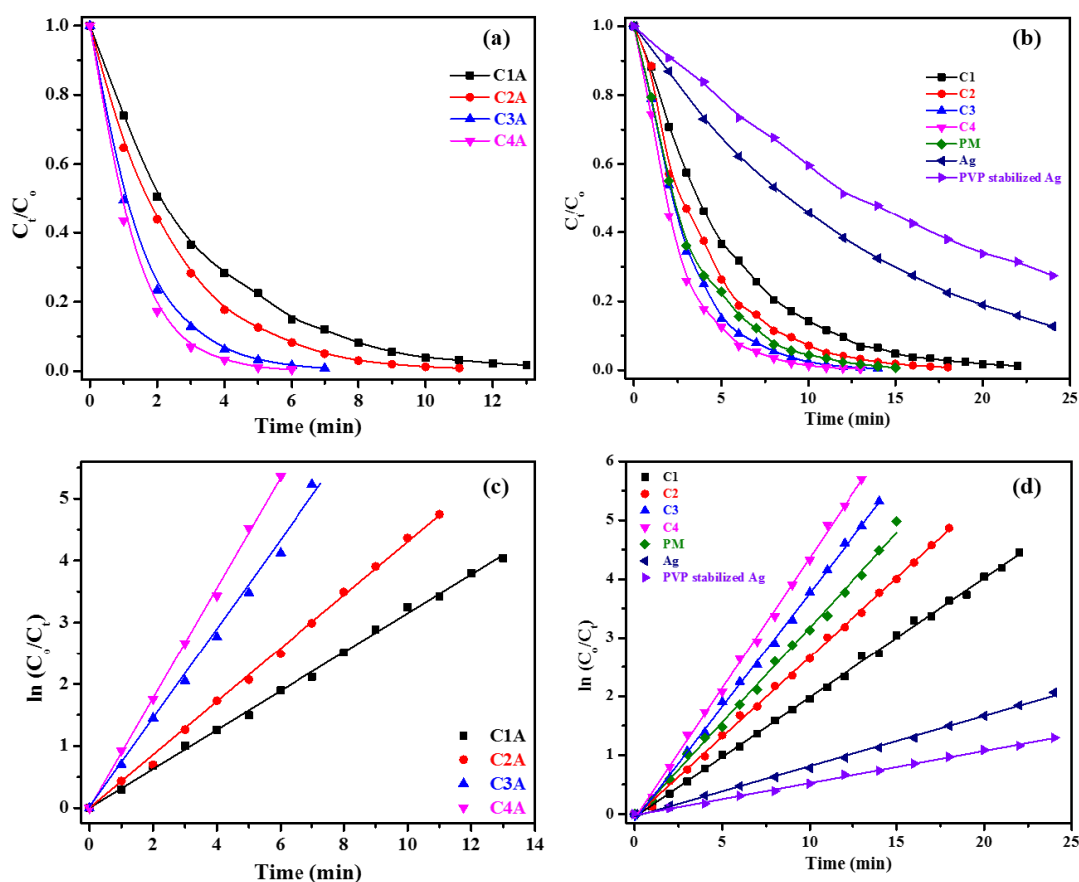 (a)
C1A
C2A
C3A
C4A
1.0
0.8
0.6
0.4
0.2
0.0
Ct/Co
0 2 4 6 8 10 12
Time (min)
(b)
C1
C2
C3
C4
PM
Ag
PVP stabilized Ag
1.0
0.8
0.6
0.4
0.2
0.0
Ct/Co
0 5 10 15 20 25
Time (min)
(c)
5
4
3
2
1
0
ln (Co/Ct)
C1A
C2A
C3A
C4A
0 2 4 6 8 10 12 14
Time (min)
(d)
C1
C2
C3
C4
PM
Ag
PVP stabilized Ag
6
5
4
3
2
1
0
ln (Co/Ct)
0 5 10 15 20 25
Time (min)